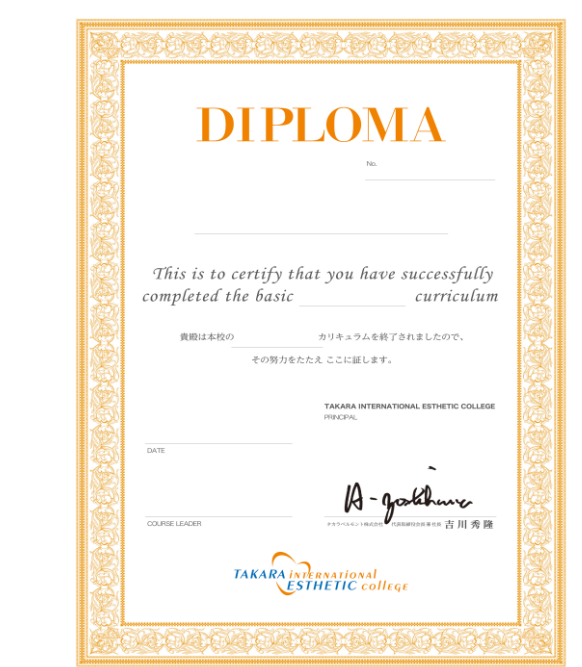 DIPLOMA
No.
This is to certify that you have successfully
completed the basic curriculum
貴殿は本校の カリキュラムを終了されましたので、
その努力をたたえ ここに証します。
TAKARA INTERNATIONAL ESTHETIC COLLEGE
PRINCIPAL
DATE
COURSE LEADER
タカラベルモント株式会社 代表取締役会長兼社長 吉川秀隆
TAKARA INTERNATIONAL
ESTHETIC COLLEGE